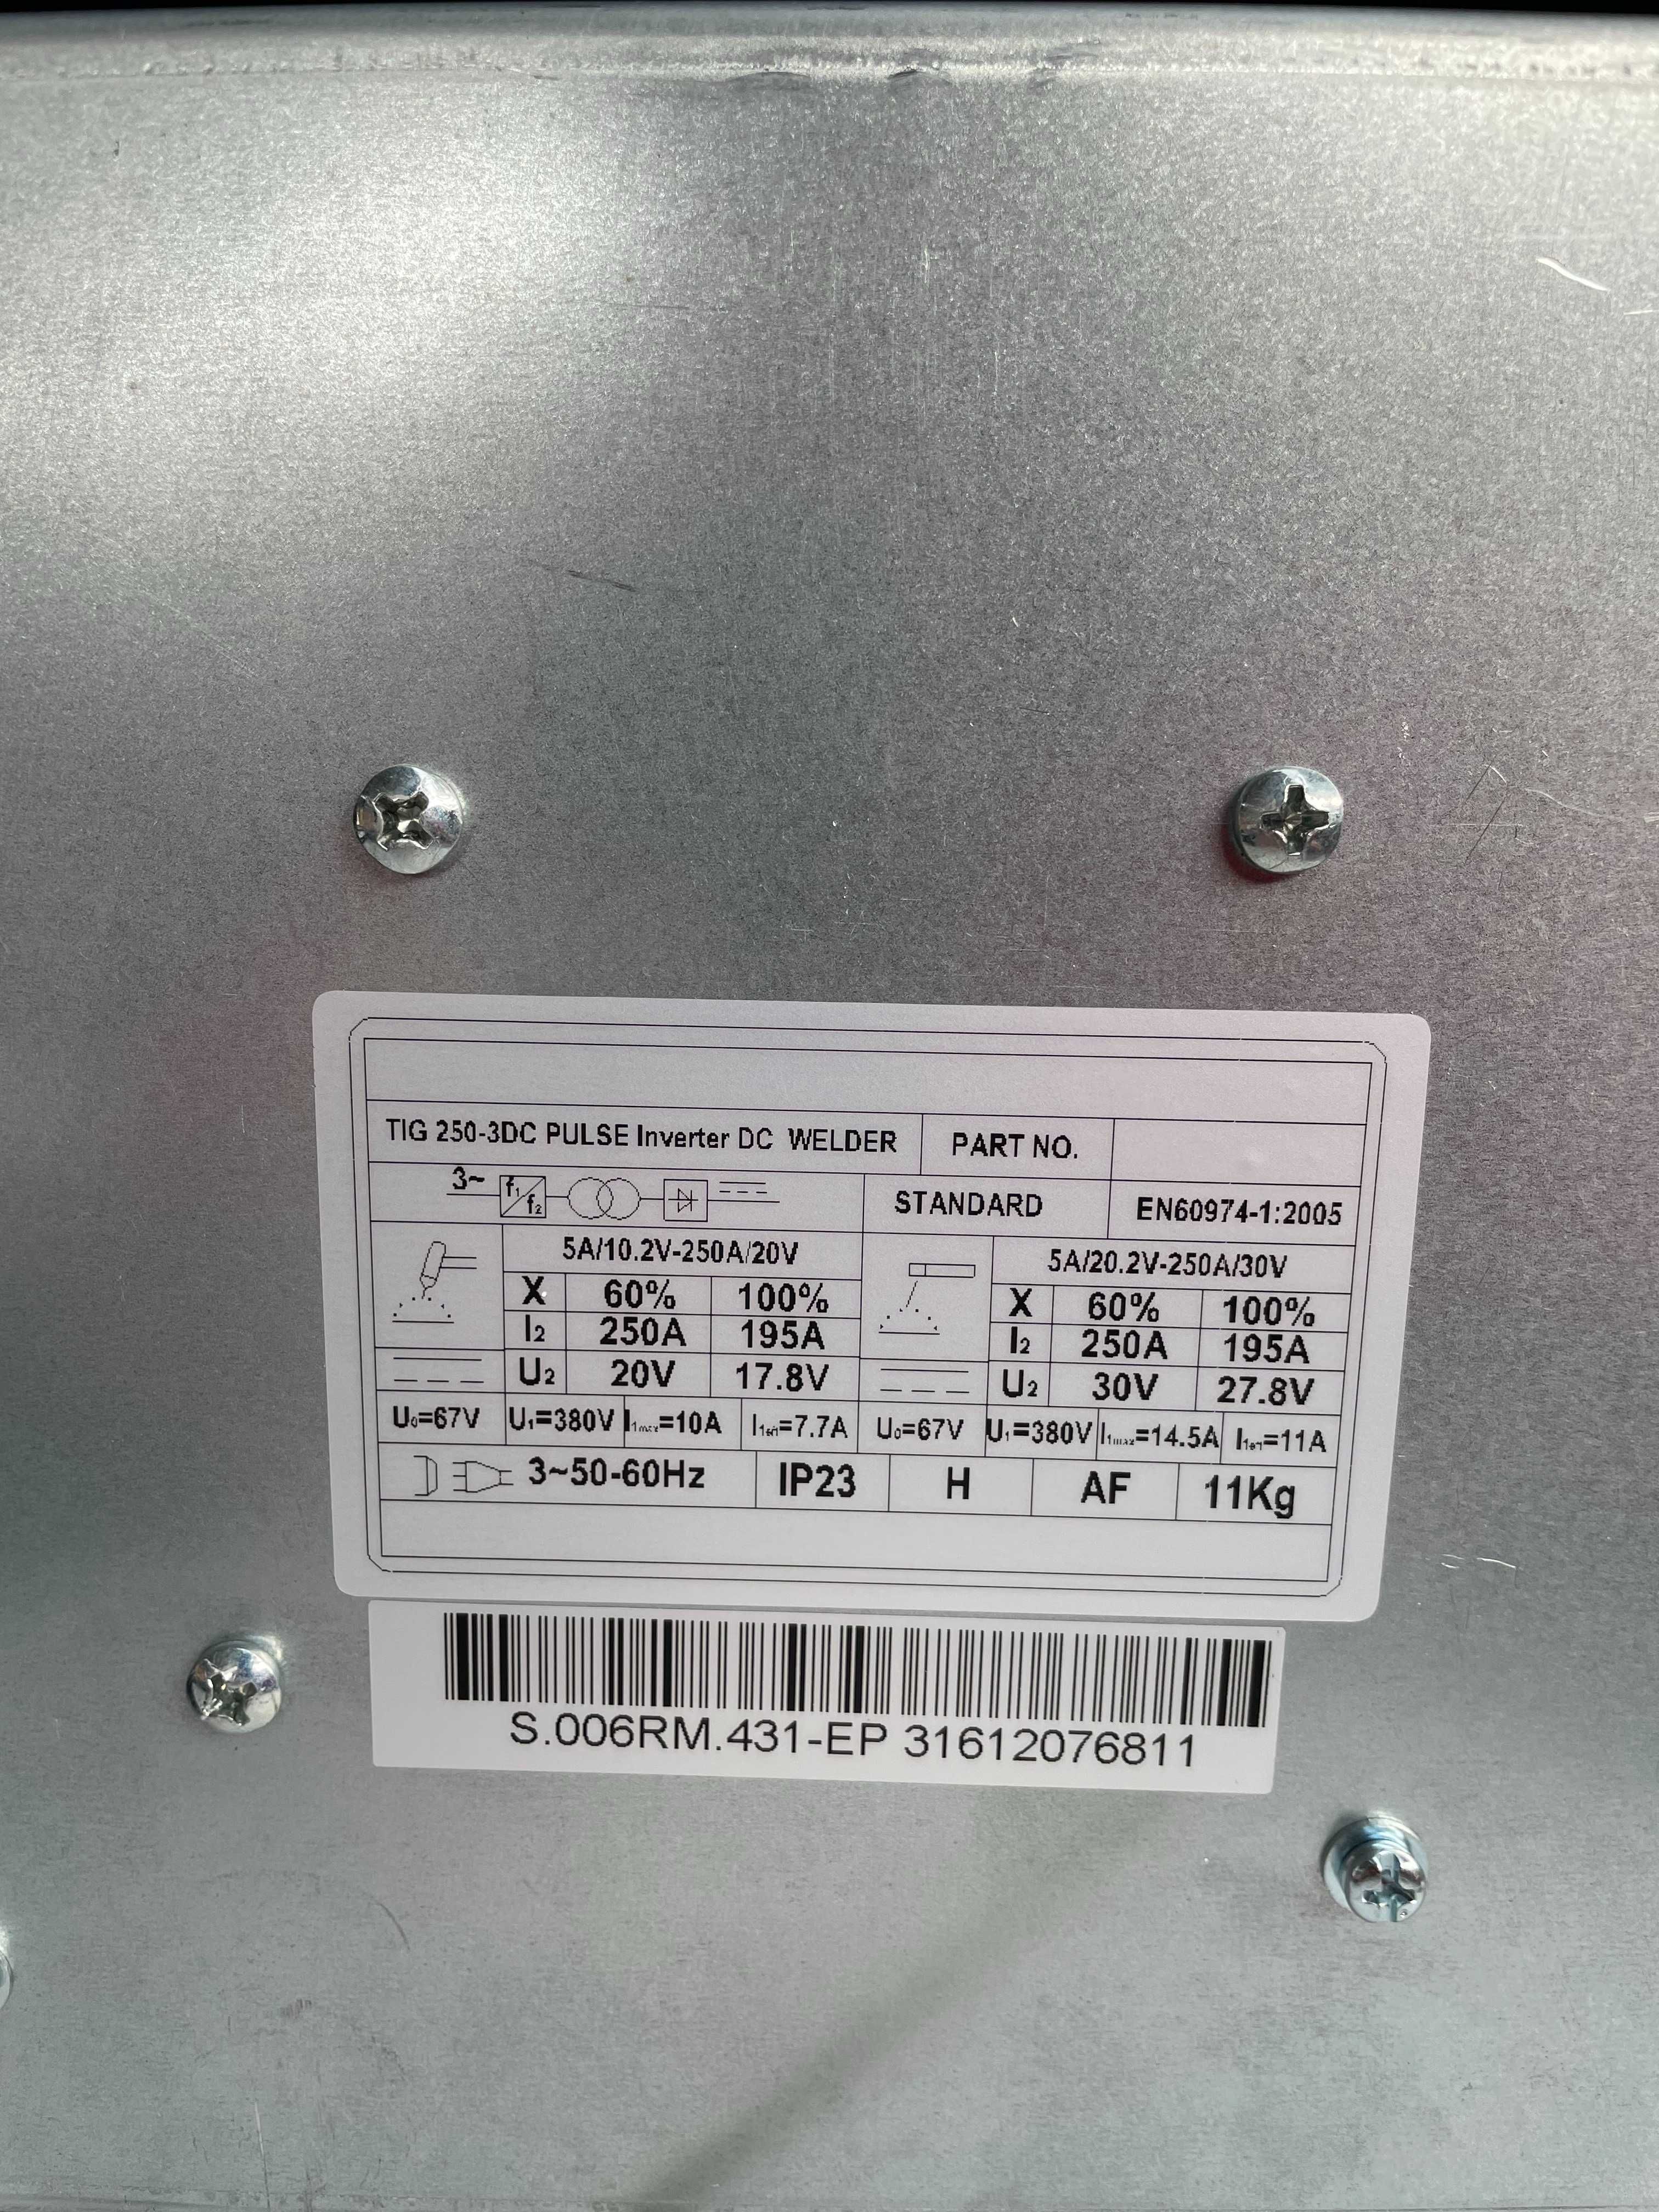 TIG 250-3DC PULSE Inverter DC WELDER PART NO.
3~ f₁ f₂ STANDARD EN60974-1:2005
5A/10.2V-250A/20V 5A/20.2V-250A/30V
X 60% 100% X 60% 100%
I₂ 250A 195A I₂ 250A 195A
U₂ 20V 17.8V U₂ 30V 27.8V
U₀=67V U₁=380V I₁max=10A I₁eff=7.7A U₀=67V U₁=380V I₁max=14.5A I₁eff=11A
3~50-60Hz IP23 H AF 11Kg
S.006RM.431-EP 31612076811